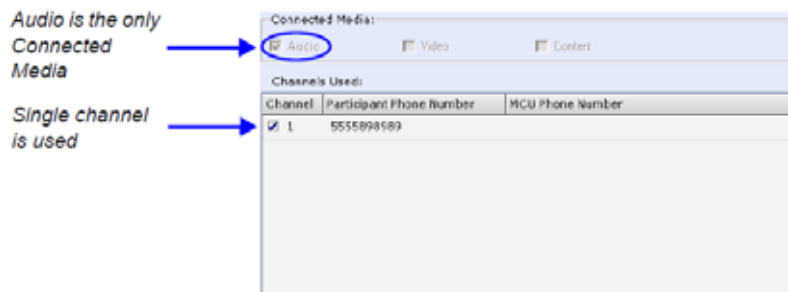 Audio is the only
Connected
Media
Connected Media:
Audio Video Content
Channels Used:
Channel Participant Phone Number MCU Phone Number
Single channel
is used
1 5555898989